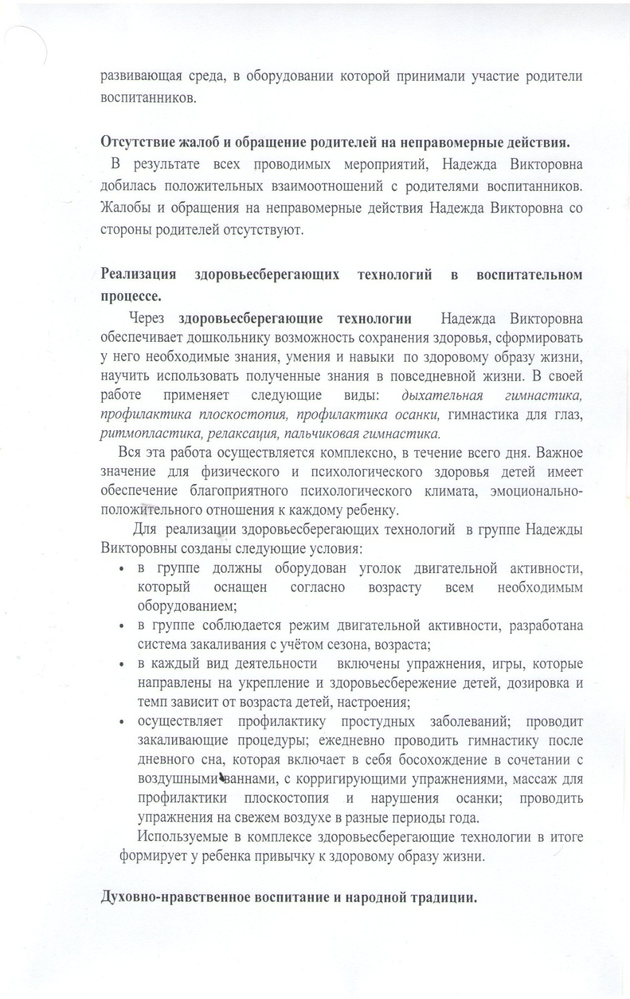 развивающая среда, в оборудовании которой принимали участие родители
воспитанников.
Отсутствие жалоб и обращение родителей на неправомерные действия.
В результате всех проводимых мероприятий, Надежда Викторовна
добилась положительных взаимоотношений с родителями воспитанников.
Жалобы и обращения на неправомерные действия Надежда Викторовна со
стороны родителей отсутствуют.
Реализация здоровьесберегающих технологий в воспитательном
процессе.
Через здоровьесберегающие технологии Надежда Викторовна
обеспечивает дошкольнику возможность сохранения здоровья, сформировать
у него необходимые знания, умения и навыки по здоровому образу жизни,
научить использовать полученные знания в повседневной жизни. В своей
работе применяет следующие виды: дыхательная гимнастика,
профилактика плоскостопия, профилактика осанки, гимнастика для глаз,
ритмопластика, релаксация, пальчиковая гимнастика.
Вся эта работа осуществляется комплексно, в течение всего дня. Важное
значение для физического и психологического здоровья детей имеет
обеспечение благоприятного психологического климата, эмоционально-
положительного отношения к каждому ребенку.
Для реализации здоровьесберегающих технологий в группе Надежды
Викторовны созданы следующие условия:
• в группе должны оборудован уголок двигательной активности,
который оснащен согласно возрасту всем необходимым
оборудованием;
• в группе соблюдается режим двигательной активности, разработана
система закаливания с учётом сезона, возраста;
• в каждый вид деятельности включены упражнения, игры, которые
направлены на укрепление и здоровьесбережение детей, дозировка и
темп зависит от возраста детей, настроения;
• осуществляет профилактику простудных заболеваний; проводит
закаливающие процедуры; ежедневно проводить гимнастику после
дневного сна, которая включает в себя босохождение в сочетании с
воздушными ваннами, с корригирующими упражнениями, массаж для
профилактики плоскостопия и нарушения осанки; проводить
упражнения на свежем воздухе в разные периоды года.
Используемые в комплексе здоровьесберегающие технологии в итоге
формирует у ребенка привычку к здоровому образу жизни.
Духовно-нравственное воспитание и народной традиции.